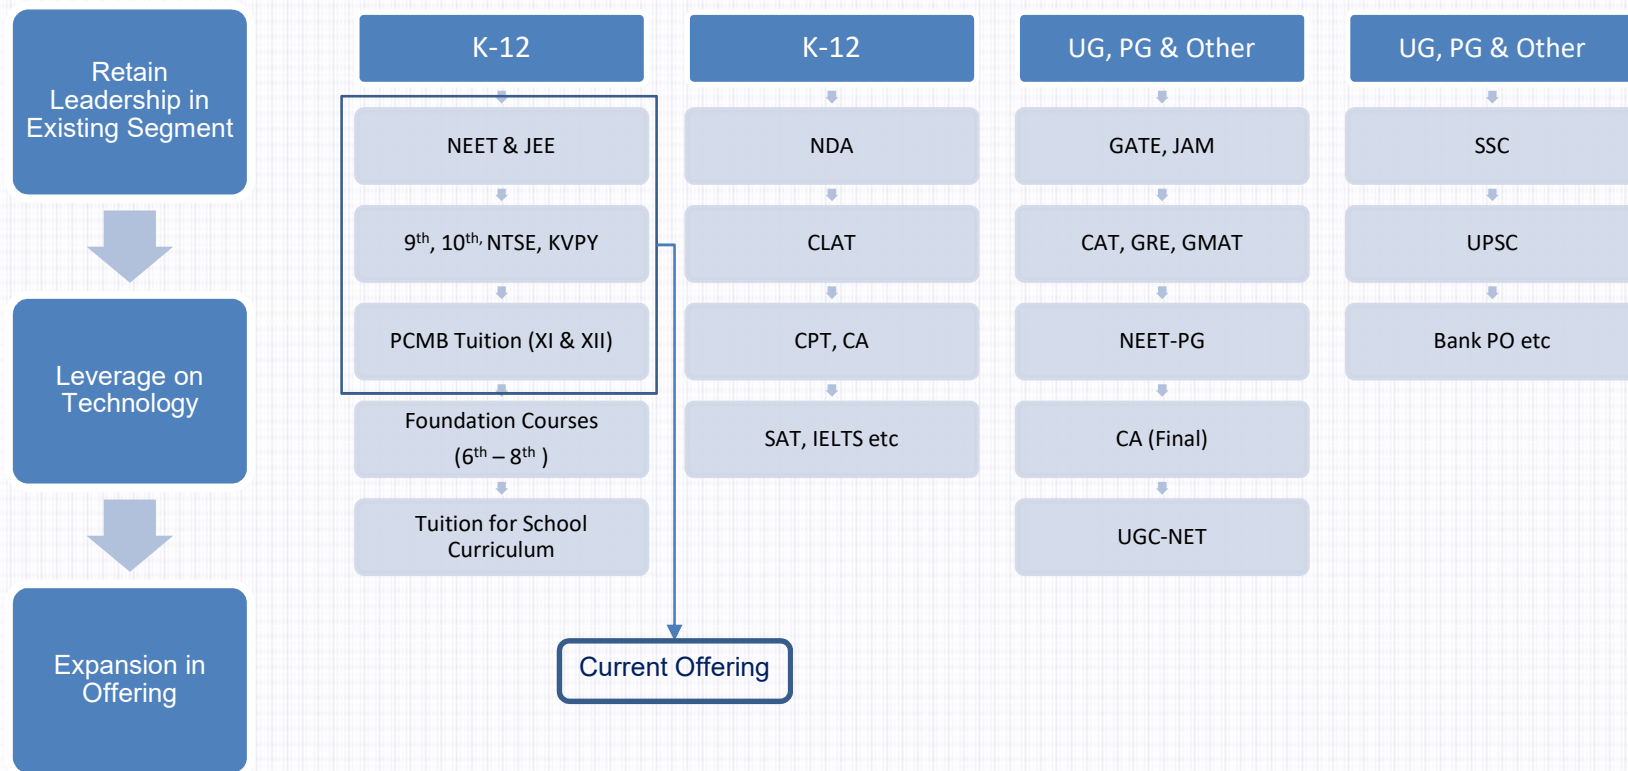 Retain
Leadership in
Existing Segment
Leverage on
Technology
Expansion in
Offering
K-12
NEET & JEE
9th, 10th, NTSE, KVPY
PCMB Tuition (XI & XII)
Foundation Courses
(6th – 8th )
Tuition for School
Curriculum
K-12
NDA
CLAT
CPT, CA
SAT, IELTS etc
UG, PG & Other
GATE, JAM
CAT, GRE, GMAT
NEET-PG
CA (Final)
UGC-NET
UG, PG & Other
SSC
UPSC
Bank PO etc
Current Offering